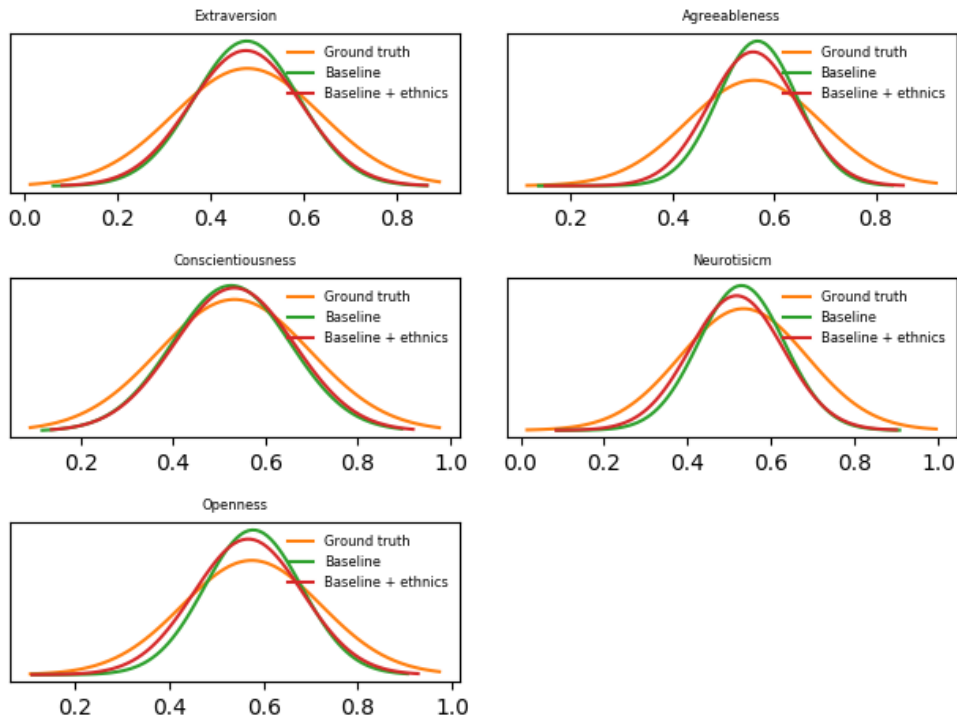 Extraversion
Ground truth
Baseline
Baseline + ethnics
0.0 0.2 0.4 0.6 0.8
Agreeableness
Ground truth
Baseline
Baseline + ethnics
0.2 0.4 0.6 0.8
Conscientiousness
Ground truth
Baseline
Baseline + ethnics
0.2 0.4 0.6 0.8 1.0
Neurotisicm
Ground truth
Baseline
Baseline + ethnics
0.0 0.2 0.4 0.6 0.8 1.0
Openness
Ground truth
Baseline
Baseline + ethnics
0.2 0.4 0.6 0.8 1.0